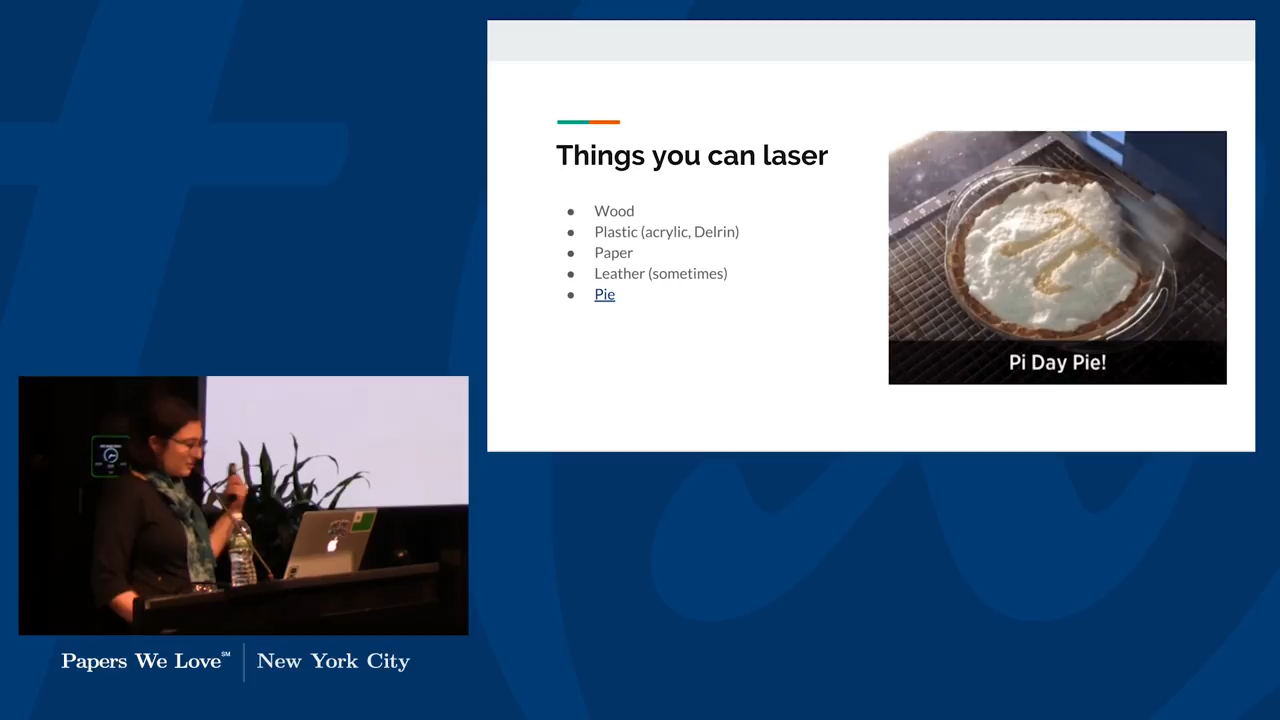 Things you can laser
● Wood
● Plastic (acrylic, Delrin)
● Paper
● Leather (sometimes)
● Pie
Pi Day Pie!
Papers We Love℠ | New York City